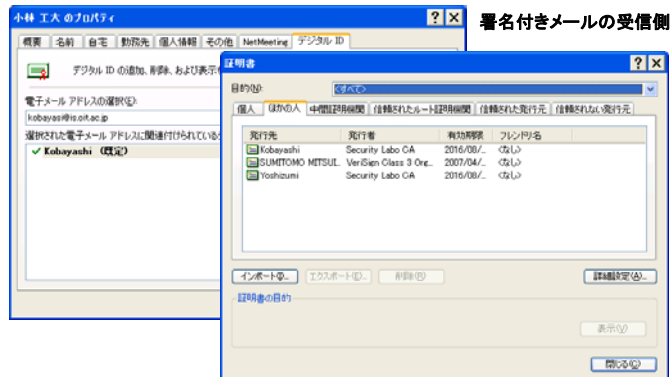 署名付きメールの受信側
小林 工大 のプロパティ
概要 名前 自宅 勤務先 個人情報 その他 NetMeeting デジタル ID
デジタル ID の追加、削除、および表示
電子メール アドレスの選択(E):
kobayasi@is.oit.ac.jp
選択された電子メール アドレスに関連付けられている
Kobayashi (既定)
証明書
目的(N): <すべて>
個人 ほかの人 中間証明機関 信頼されたルート証明機関 信頼された発行元 信頼されない発行元
発行先 発行者 有効期限 フレンドリ名
Kobayashi Security Labo CA 2016/08/... <なし>
SUMITOMO MITSUI... VeriSign Class 3 Org... 2007/04/... <なし>
Yoshizumi Security Labo CA 2016/08/... <なし>
インポート(I)... エクスポート(E)... 削除(R) 詳細設定(A)...
証明書の目的
表示(V)
閉じる(C)